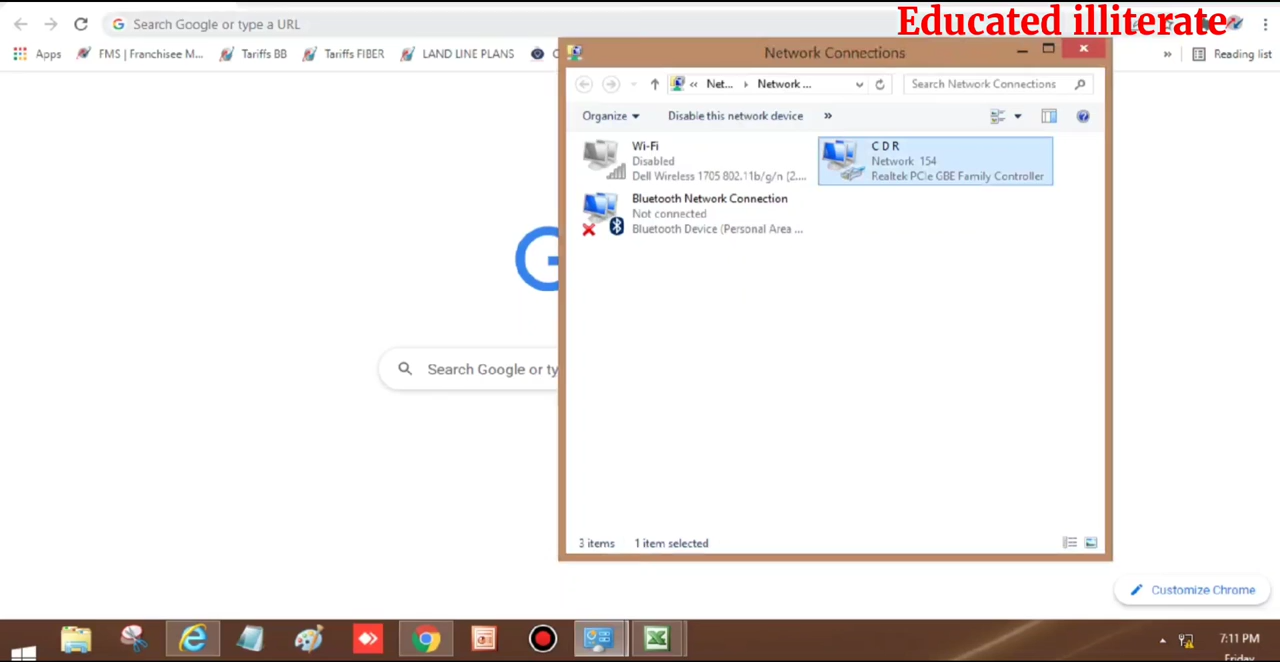 Educated illiterate
Search Google or type a URL
Apps
FMS | Franchisee M...
Tariffs BB
Tariffs FIBER
LAND LINE PLANS
»
Reading list
Network Connections
« Net... › Network ...
Search Network Connections
Organize
Disable this network device
»
Wi-Fi
Disabled
Dell Wireless 1705 802.11b/g/n (2....
C D R
Network 154
Realtek PCIe GBE Family Controller
Bluetooth Network Connection
Not connected
Bluetooth Device (Personal Area ...
G
Search Google or ty
3 items
1 item selected
Customize Chrome
7:11 PM
Friday